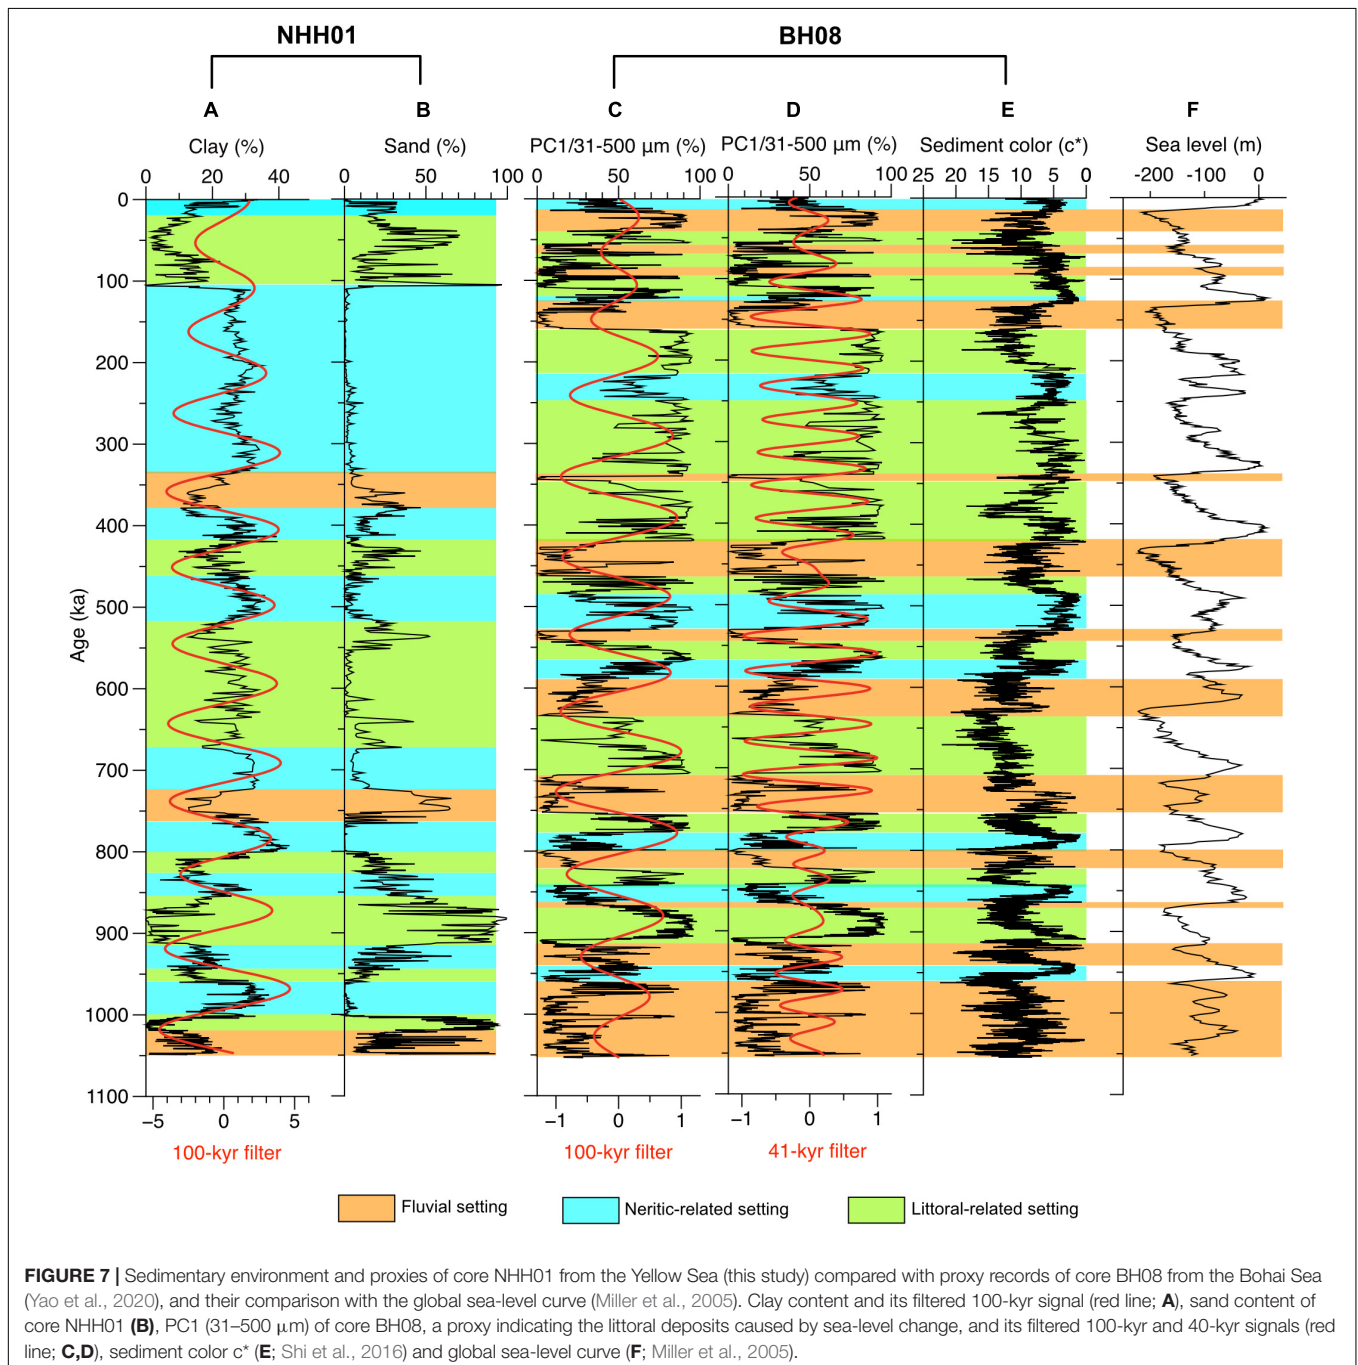 NHH01
BH08
A B C D E F
Clay (%) Sand (%) PC1/31-500 μm (%) PC1/31-500 μm (%) Sediment color (c*) Sea level (m)
0 20 40 0 50 100 0 50 100 0 50 100 25 20 15 10 5 0 -200 -100 0
0
100
200
300
400
500
600
700
800
900
1000
1100
Age (ka)
−5 0 5 −1 0 1 −1 0 1
100-kyr filter 100-kyr filter 41-kyr filter
Fluvial setting Neritic-related setting Littoral-related setting
FIGURE 7 | Sedimentary environment and proxies of core NHH01 from the Yellow Sea (this study) compared with proxy records of core BH08 from the Bohai Sea
(Yao et al., 2020), and their comparison with the global sea-level curve (Miller et al., 2005). Clay content and its filtered 100-kyr signal (red line; A), sand content of
core NHH01 (B), PC1 (31–500 μm) of core BH08, a proxy indicating the littoral deposits caused by sea-level change, and its filtered 100-kyr and 40-kyr signals (red
line; C,D), sediment color c* (E; Shi et al., 2016) and global sea-level curve (F; Miller et al., 2005).